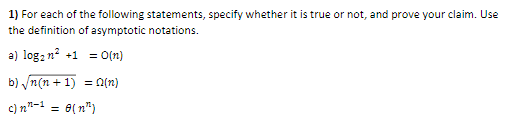 1) For each of the following statements, specify whether it is true or not, and prove your claim. Use
the definition of asymptotic notations.
a) log₂ n² +1 = O(n)
b) √n(n + 1) = Ω(n)
c) nⁿ⁻¹ = θ( nⁿ)